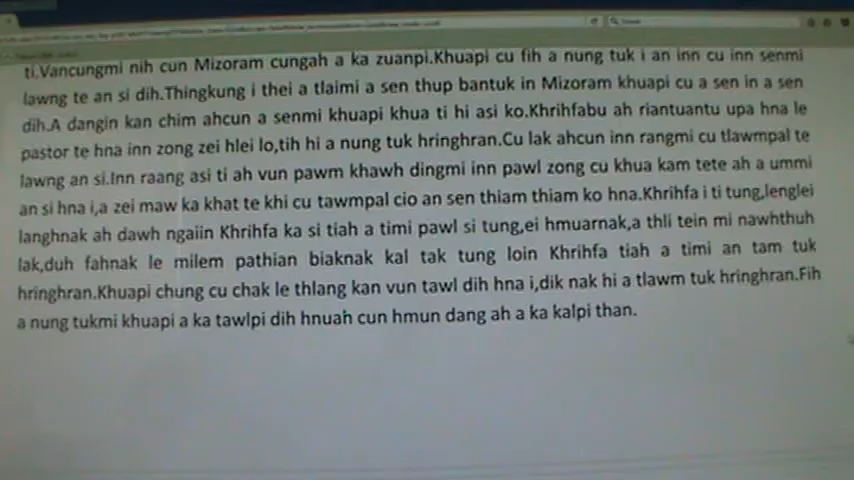 ti.Vancungmi nih cun Mizoram cungah a ka zuanpi.Khuapi cu fih a nung tuk i an inn cu inn senmi
lawng te an si dih.Thingkung i thei a tlaimi a sen thup bantuk in Mizoram khuapi cu a sen in a sen
dih.A dangin kan chim ahcun a senmi khuapi khua ti hi asi ko.Khrihfabu ah riantuantu upa hna le
pastor te hna inn zong zei hlei lo,tih hi a nung tuk hringhran.Cu lak ahcun inn rangmi cu tlawmpal te
lawng an si.Inn raang asi ti ah vun pawm khawh dingmi inn pawl zong cu khua kam tete ah a ummi
an si hna i,a zei maw ka khat te khi cu tawmpal cio an sen thiam thiam ko hna.Khrihfa i ti tung,lenglei
langhnak ah dawh ngaiin Khrihfa ka si tiah a timi pawl si tung,ei hmuarnak,a thli tein mi nawhthuh
lak,duh fahnak le milem pathian biaknak kal tak tung loin Khrihfa tiah a timi an tam tuk
hringhran.Khuapi chung cu chak le thlang kan vun tawl dih hna i,dik nak hi a tlawm tuk hringhran.Fih
a nung tukmi khuapi a ka tawlpi dih hnuah cun hmun dang ah a ka kalpi than.